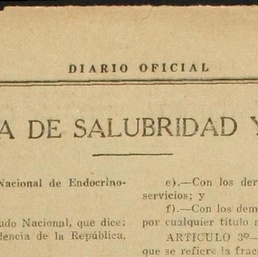 DIARIO OFICIAL
A DE SALUBRIDAD Y
Nacional de Endocrino-
udo Nacional, que dice:
dencia de la República.
e).—Con los der
servicios; y
f).—Con los dem
por cualquier título a
ARTICULO 3º—
que se refiere la frac